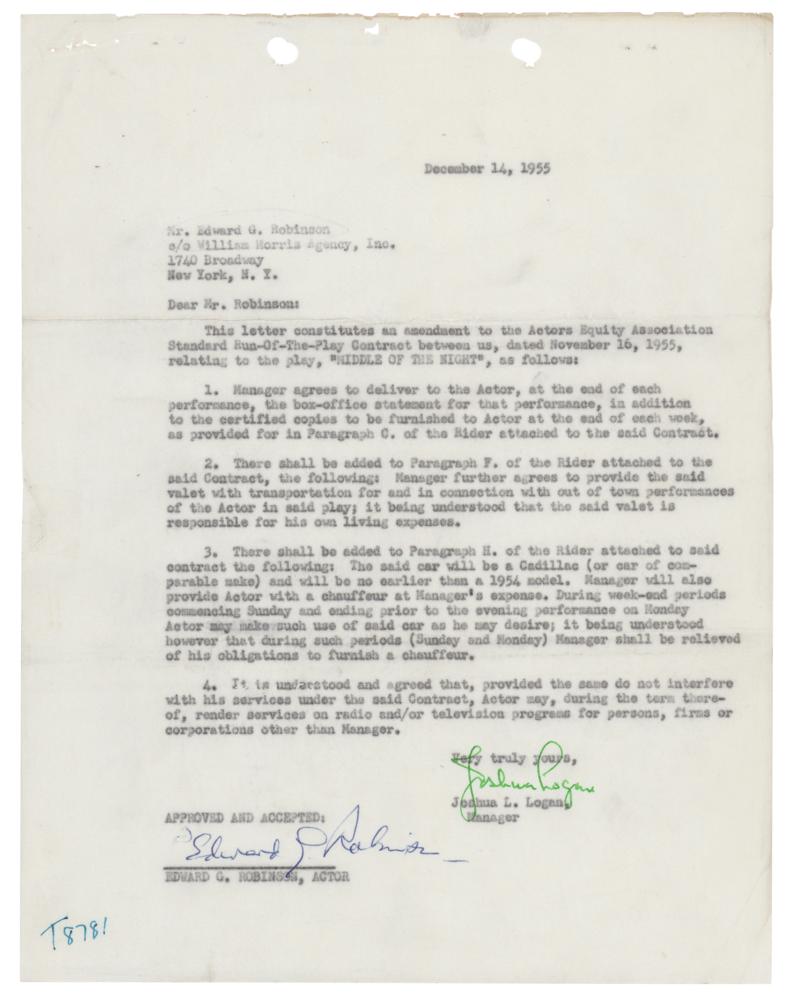 December 14, 1955
Mr. Edward G. Robinson
c/o William Morris Agency, Inc.
1740 Broadway
New York, N. Y.
Dear Mr. Robinson:
This letter constitutes an amendment to the Actors Equity Association
Standard Run-Of-The-Play Contract between us, dated November 16, 1955,
relating to the play, "MIDDLE OF THE NIGHT", as follows:
1. Manager agrees to deliver to the Actor, at the end of each
performance, the box-office statement for that performance, in addition
to the certified copies to be furnished to Actor at the end of each week,
as provided for in Paragraph C. of the Rider attached to the said Contract.
2. There shall be added to Paragraph F. of the Rider attached to the
said Contract, the following: Manager further agrees to provide the said
valet with transportation for and in connection with out of town performances
of the Actor in said play; it being understood that the said valet is
responsible for his own living expenses.
3. There shall be added to Paragraph H. of the Rider attached to said
contract the following: The said car will be a Cadillac (or car of com-
parable make) and will be no earlier than a 1954 model. Manager will also
provide Actor with a chauffeur at Manager's expense. During week-end periods
commencing Sunday and ending prior to the evening performance on Monday
Actor may make such use of said car as he may desire; it being understood
however that during such periods (Sunday and Monday) Manager shall be relieved
of his obligations to furnish a chauffeur.
4. It is understood and agreed that, provided the same do not interfere
with his services under the said Contract, Actor may, during the term there-
of, render services on radio and/or television programs for persons, firms or
corporations other than Manager.
Very truly yours,
Joshua Logan
Joshua L. Logan,
Manager
APPROVED AND ACCEPTED:
Edward G. Robinson
EDWARD G. ROBINSON, ACTOR
T8781